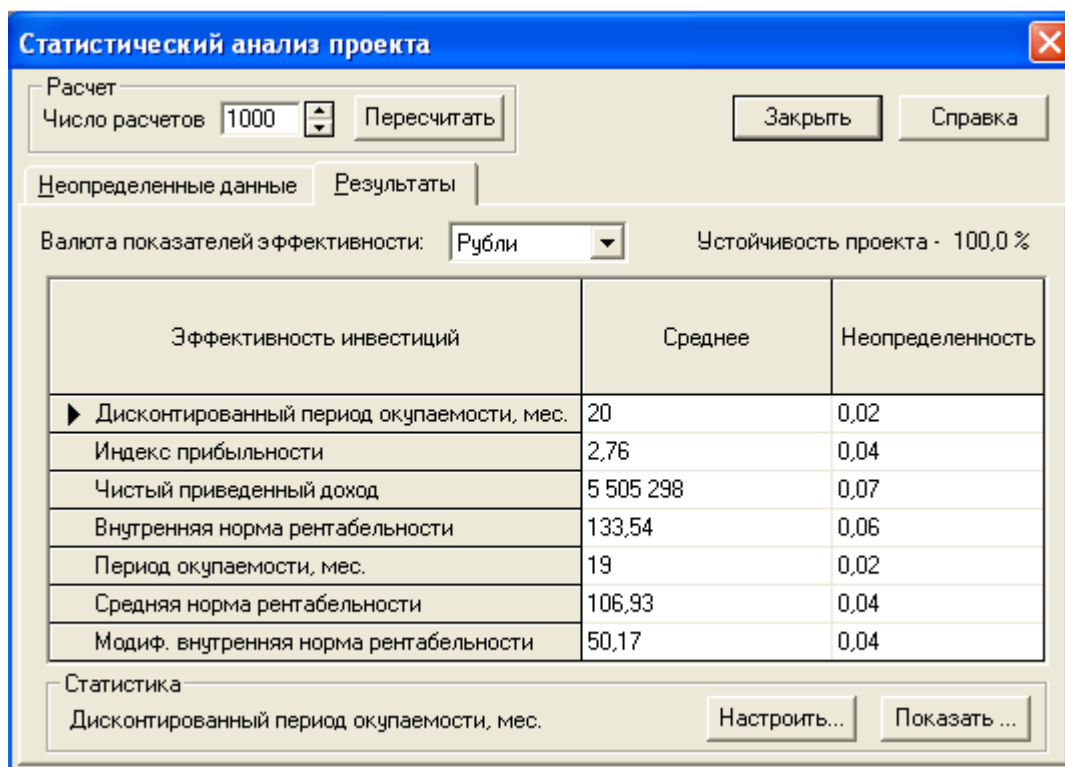 Статистический анализ проекта
Расчет
Число расчетов 1000 Пересчитать Закрыть Справка
Неопределенные данные Результаты
Валюта показателей эффективности: Рубли Устойчивость проекта - 100,0 %
Эффективность инвестиций Среднее Неопределенность
Дисконтированный период окупаемости, мес. 20 0,02
Индекс прибыльности 2,76 0,04
Чистый приведенный доход 5 505 298 0,07
Внутренняя норма рентабельности 133,54 0,06
Период окупаемости, мес. 19 0,02
Средняя норма рентабельности 106,93 0,04
Модиф. внутренняя норма рентабельности 50,17 0,04
Статистика
Дисконтированный период окупаемости, мес. Настроить... Показать ...